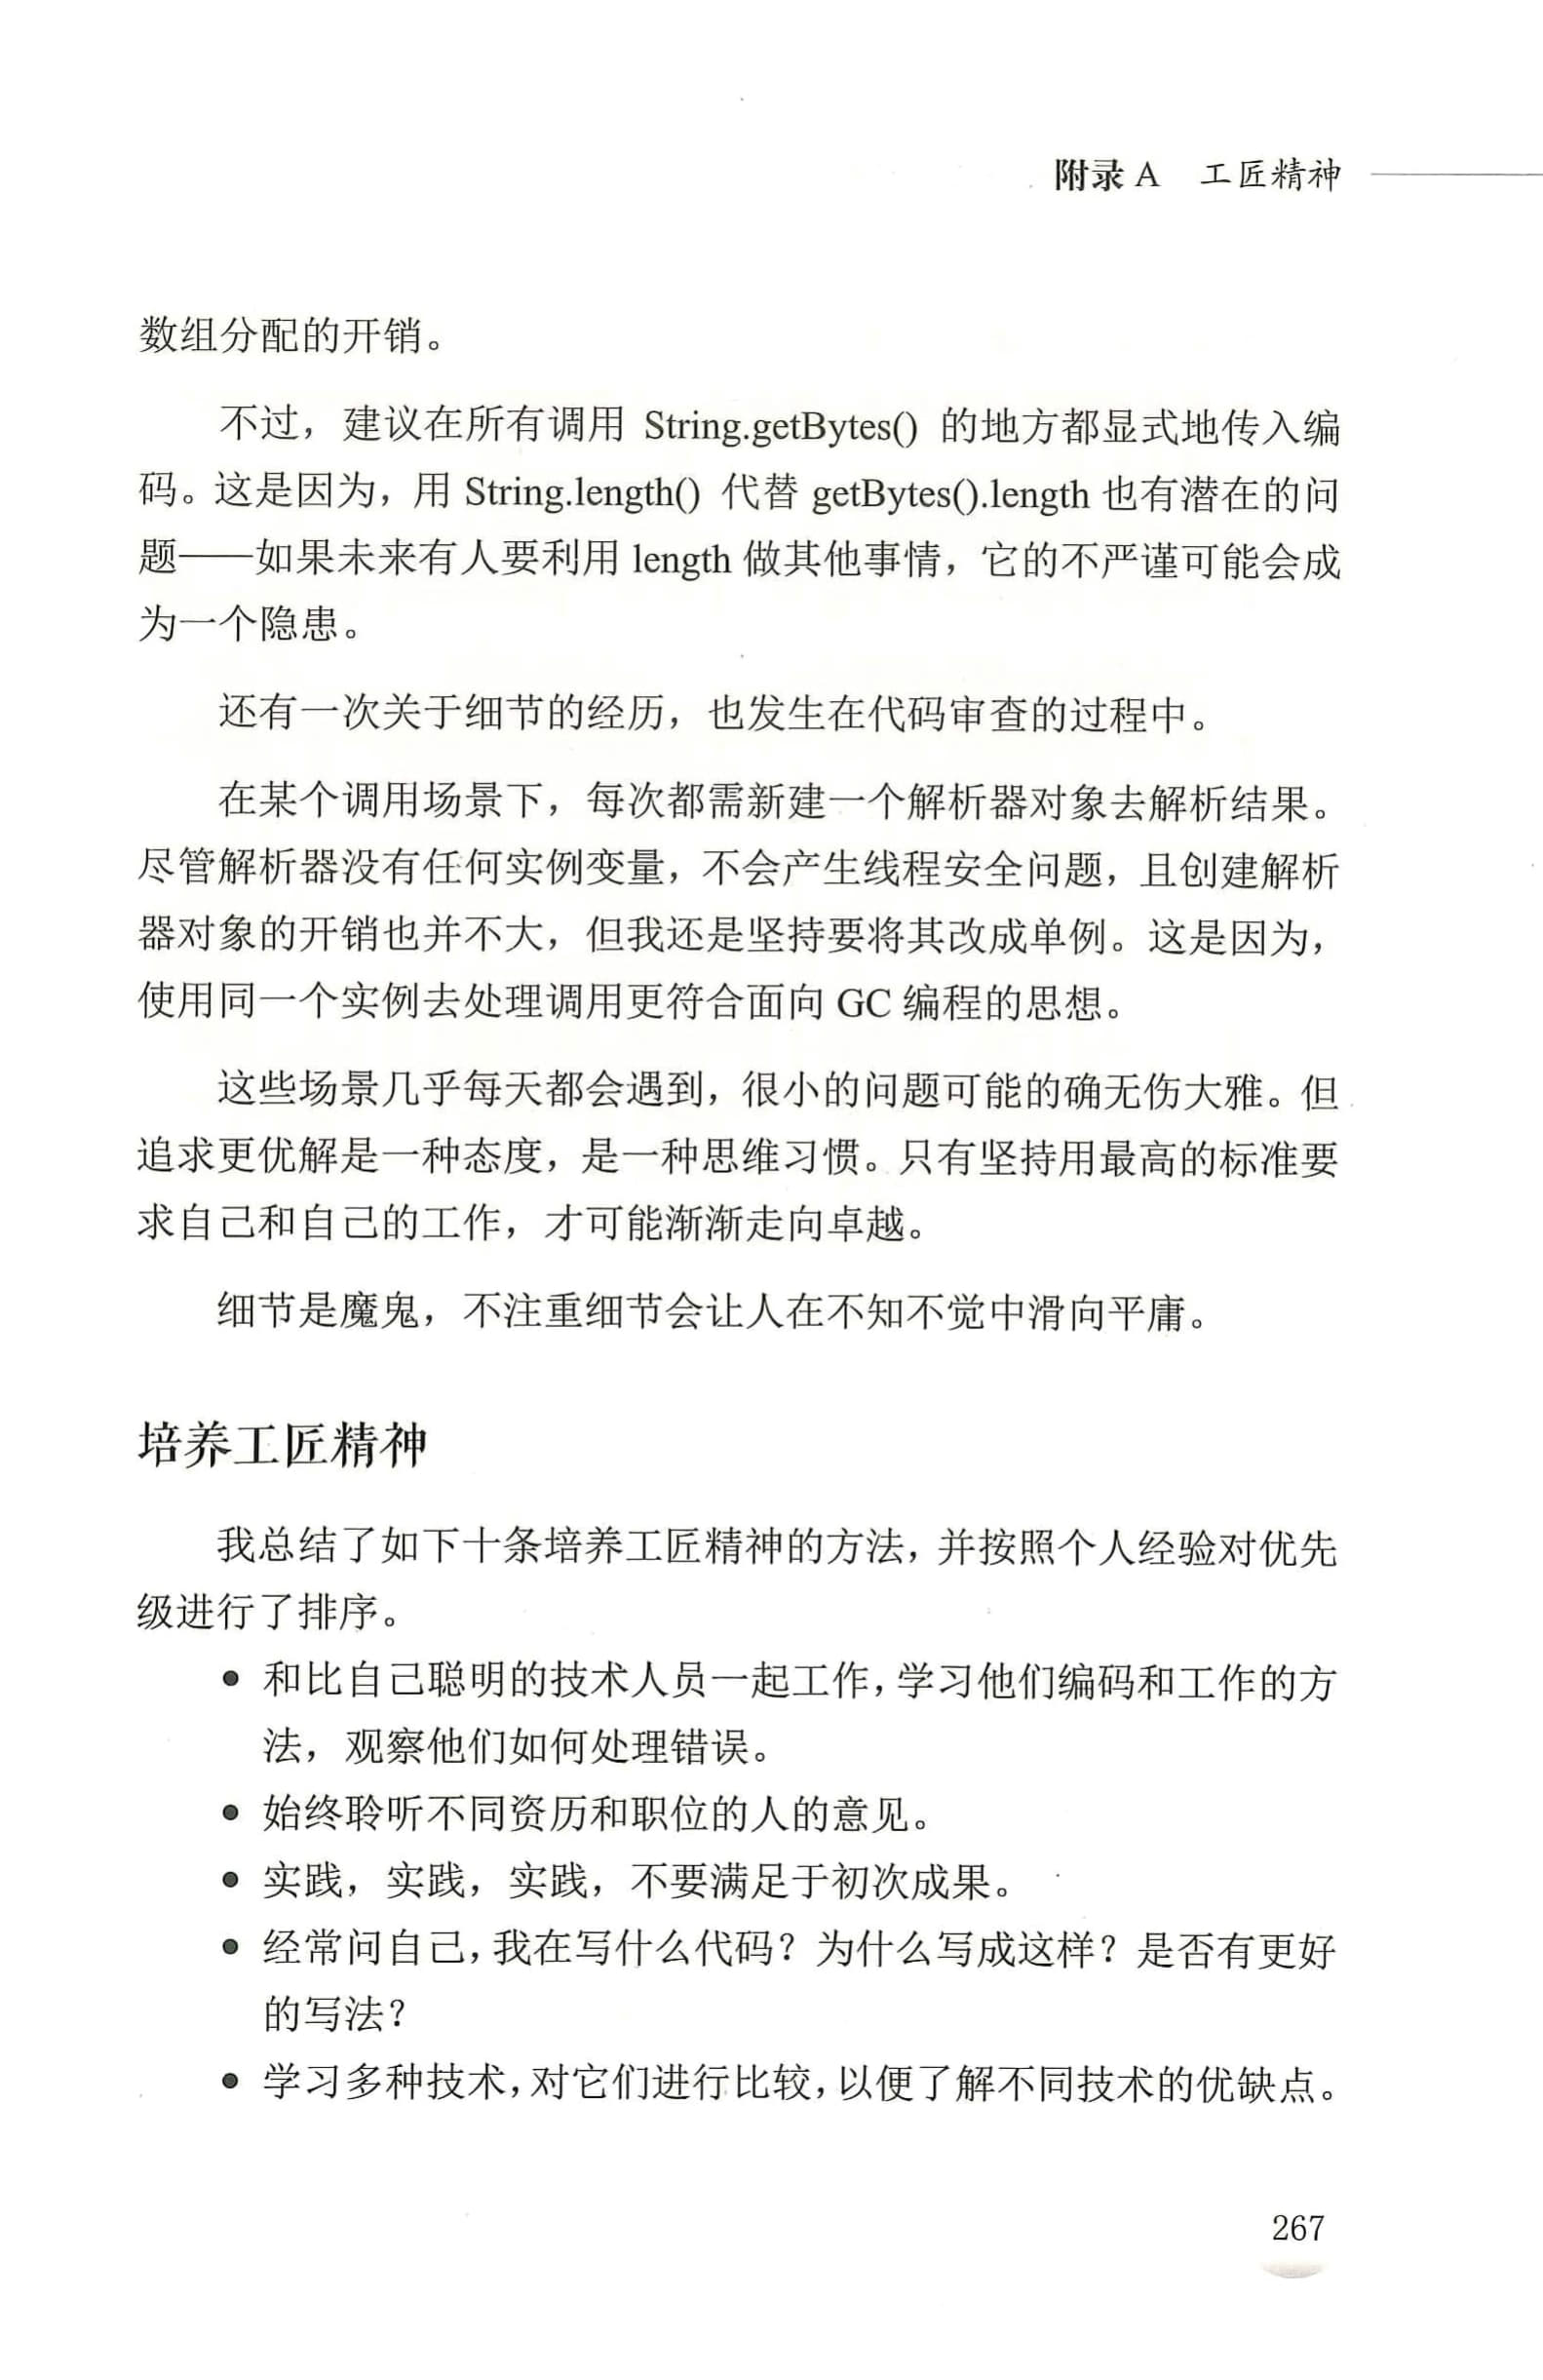 附录 A 工匠精神
数组分配的开销。
不过，建议在所有调用 String.getBytes() 的地方都显式地传入编
码。这是因为，用 String.length() 代替 getBytes().length 也有潜在的问
题——如果未来有人要利用 length 做其他事情，它的不严谨可能会成
为一个隐患。
还有一次关于细节的经历，也发生在代码审查的过程中。
在某个调用场景下，每次都需新建一个解析器对象去解析结果。
尽管解析器没有任何实例变量，不会产生线程安全问题，且创建解析
器对象的开销也并不大，但我还是坚持要将其改成单例。这是因为，
使用同一个实例去处理调用更符合面向 GC 编程的思想。
这些场景几乎每天都会遇到，很小的问题可能的确无伤大雅。但
追求更优解是一种态度，是一种思维习惯。只有坚持用最高的标准要
求自己和自己的工作，才可能渐渐走向卓越。
细节是魔鬼，不注重细节会让人在不知不觉中滑向平庸。
培养工匠精神
我总结了如下十条培养工匠精神的方法，并按照个人经验对优先
级进行了排序。
● 和比自己聪明的技术人员一起工作，学习他们编码和工作的方
法，观察他们如何处理错误。
● 始终聆听不同资历和职位的人的意见。
● 实践，实践，实践，不要满足于初次成果。
● 经常问自己，我在写什么代码？为什么写成这样？是否有更好
的写法？
● 学习多种技术，对它们进行比较，以便了解不同技术的优缺点。
267